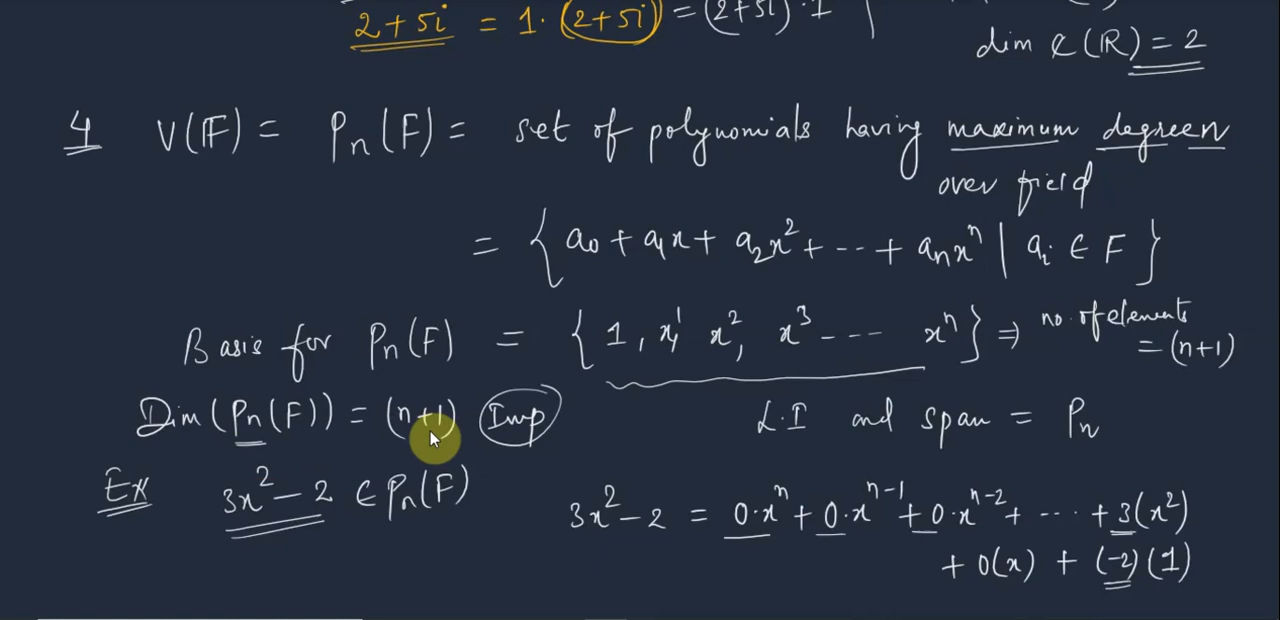 2+5i = 1·(2+5i) = (2+5i)·1
dim ℂ(ℝ) = 2
4 V(F) = Pn(F) = set of polynomials having maximum degree n
over field
= { a₀ + a₁x + a₂x² + -- + aₙxⁿ | aᵢ ∈ F }
Basis for Pn(F) = { 1, x¹, x², x³ --- xⁿ } ⇒ no. of elements
= (n+1)
Dim(Pn(F)) = (n+1) Imp L.I and span = Pn
Ex 3x² - 2 ∈ Pn(F)
3x² - 2 = 0·xⁿ + 0·xⁿ⁻¹ + 0·xⁿ⁻² + ··· + 3(x²)
+ 0(x) + (-2)(1)